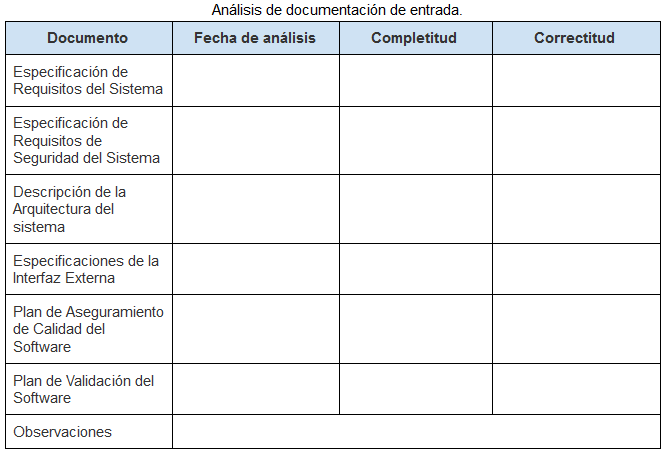 Análisis de documentación de entrada.
Documento Fecha de análisis Completitud Correctitud
Especificación de
Requisitos del Sistema
Especificación de
Requisitos de
Seguridad del Sistema
Descripción de la
Arquitectura del
sistema
Especificaciones de la
Interfaz Externa
Plan de Aseguramiento
de Calidad del
Software
Plan de Validación del
Software
Observaciones